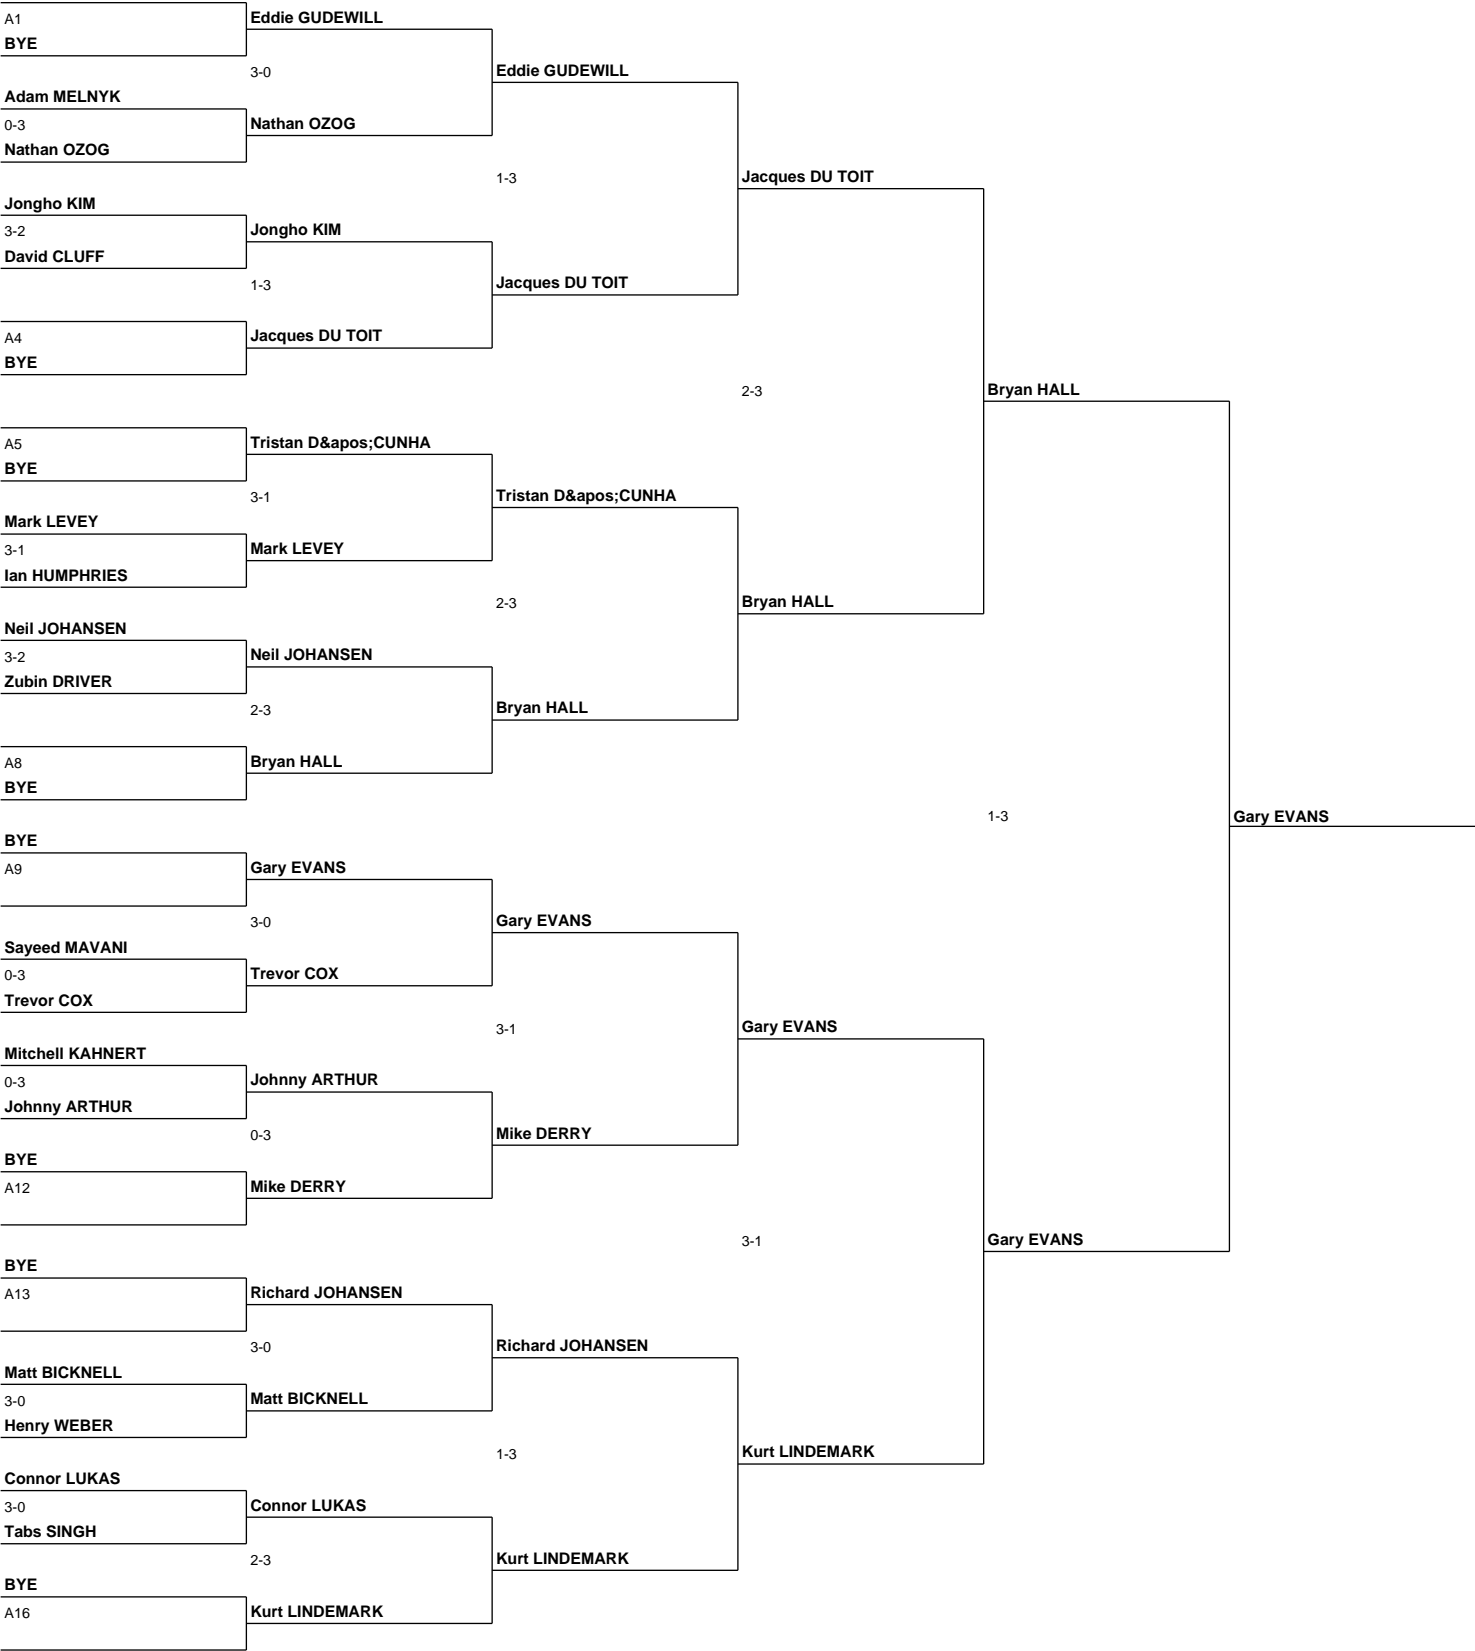 A1
BYE
Eddie GUDEWILL
3-0
Adam MELNYK
0-3
Nathan OZOG
Nathan OZOG
Eddie GUDEWILL
1-3
Jongho KIM
3-2
David CLUFF
Jongho KIM
1-3
A4
BYE
Jacques DU TOIT
Jacques DU TOIT
Jacques DU TOIT
2-3
A5
BYE
Tristan D&apos;CUNHA
3-1
Mark LEVEY
3-1
Ian HUMPHRIES
Mark LEVEY
Tristan D&apos;CUNHA
2-3
Neil JOHANSEN
3-2
Zubin DRIVER
Neil JOHANSEN
2-3
A8
BYE
Bryan HALL
Bryan HALL
Bryan HALL
Bryan HALL
1-3
BYE
A9
Gary EVANS
3-0
Sayeed MAVANI
0-3
Trevor COX
Trevor COX
Gary EVANS
3-1
Mitchell KAHNERT
0-3
Johnny ARTHUR
Johnny ARTHUR
0-3
BYE
A12
Mike DERRY
Mike DERRY
Gary EVANS
3-1
BYE
A13
Richard JOHANSEN
3-0
Matt BICKNELL
3-0
Henry WEBER
Matt BICKNELL
Richard JOHANSEN
1-3
Connor LUKAS
3-0
Tabs SINGH
Connor LUKAS
2-3
BYE
A16
Kurt LINDEMARK
Kurt LINDEMARK
Kurt LINDEMARK
Gary EVANS
Gary EVANS